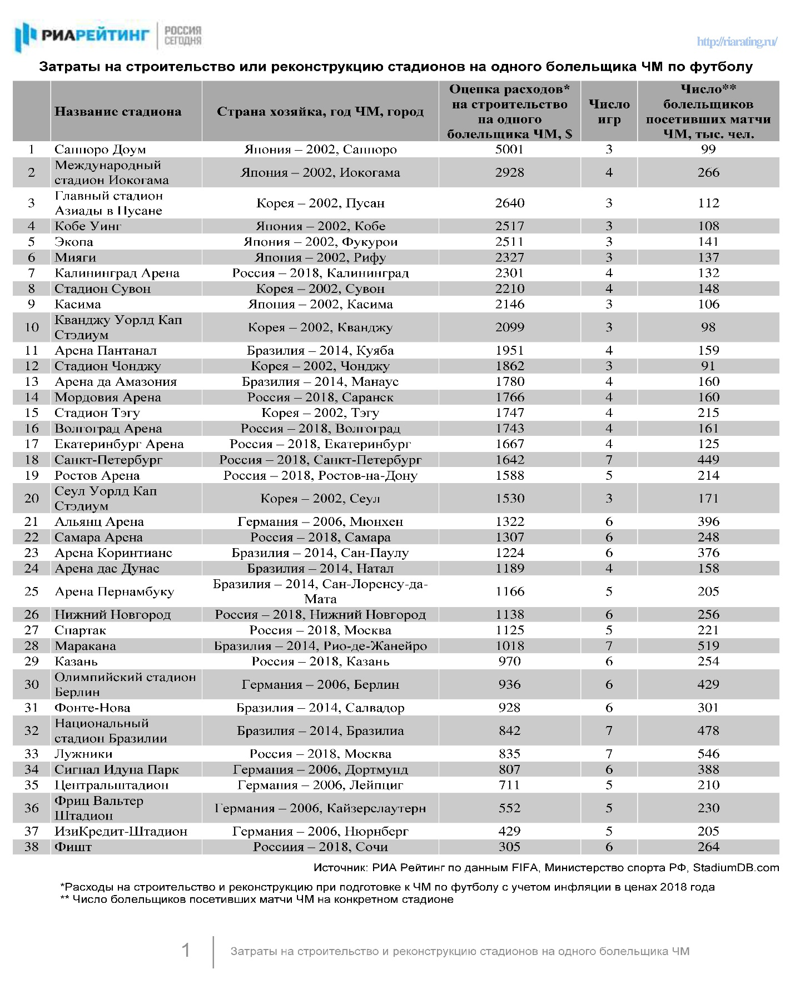 РИАРЕЙТИНГ РОССИЯ СЕГОДНЯ
http://riarating.ru/
Затраты на строительство или реконструкцию стадионов на одного болельщика ЧМ по футболу
Название стадиона | Страна хозяйка, год ЧМ, город | Оценка расходов* на строительство на одного болельщика ЧМ, $ | Число игр | Число** болельщиков посетивших матчи ЧМ, тыс. чел.
1 Саппоро Доум Япония – 2002, Саппоро 5001 3 99
2 Международный стадион Иокогама Япония – 2002, Иокогама 2928 4 266
3 Главный стадион Азиады в Пусане Корея – 2002, Пусан 2640 3 112
4 Кобе Уинг Япония – 2002, Кобе 2517 3 108
5 Экопа Япония – 2002, Фукурои 2511 3 141
6 Мияги Япония – 2002, Рифу 2327 3 137
7 Калининград Арена Россия – 2018, Калининград 2301 4 132
8 Стадион Сувон Корея – 2002, Сувон 2210 4 148
9 Касима Япония – 2002, Касима 2146 3 106
10 Кванджу Уорлд Кап Стэдиум Корея – 2002, Кванджу 2099 3 98
11 Арена Пантанал Бразилия – 2014, Куяба 1951 4 159
12 Стадион Чонджу Корея – 2002, Чонджу 1862 3 91
13 Арена да Амазония Бразилия – 2014, Манаус 1780 4 160
14 Мордовия Арена Россия – 2018, Саранск 1766 4 160
15 Стадион Тэгу Корея – 2002, Тэгу 1747 4 215
16 Волгоград Арена Россия – 2018, Волгоград 1743 4 161
17 Екатеринбург Арена Россия – 2018, Екатеринбург 1667 4 125
18 Санкт-Петербург Россия – 2018, Санкт-Петербург 1642 7 449
19 Ростов Арена Россия – 2018, Ростов-на-Дону 1588 5 214
20 Сеул Уорлд Кап Стэдиум Корея – 2002, Сеул 1530 3 171
21 Альянц Арена Германия – 2006, Мюнхен 1322 6 396
22 Самара Арена Россия – 2018, Самара 1307 6 248
23 Арена Коринтианс Бразилия – 2014, Сан-Паулу 1224 6 376
24 Арена дас Дунас Бразилия – 2014, Натал 1189 4 158
25 Арена Пернамбуку Бразилия – 2014, Сан-Лоренсу-да-Мата 1166 5 205
26 Нижний Новгород Россия – 2018, Нижний Новгород 1138 6 256
27 Спартак Россия – 2018, Москва 1125 5 221
28 Маракана Бразилия – 2014, Рио-де-Жанейро 1018 7 519
29 Казань Россия – 2018, Казань 970 6 254
30 Олимпийский стадион Берлин Германия – 2006, Берлин 936 6 429
31 Фонте-Нова Бразилия – 2014, Салвадор 928 6 301
32 Национальный стадион Бразилии Бразилия – 2014, Бразилиа 842 7 478
33 Лужники Россия – 2018, Москва 835 7 546
34 Сигнал Идуна Парк Германия – 2006, Дортмунд 807 6 388
35 Центральштадион Германия – 2006, Лейпциг 711 5 210
36 Фриц Вальтер Штадион Германия – 2006, Кайзерслаутерн 552 5 230
37 ИзиКредит-Штадион Германия – 2006, Нюрнберг 429 5 205
38 Фишт Россиия – 2018, Сочи 305 6 264
Источник: РИА Рейтинг по данным FIFA, Министерство спорта РФ, StadiumDB.com
*Расходы на строительство и реконструкцию при подготовке к ЧМ по футболу с учетом инфляции в ценах 2018 года
** Число болельщиков посетивших матчи ЧМ на конкретном стадионе
1 Затраты на строительство и реконструкцию стадионов на одного болельщика ЧМ